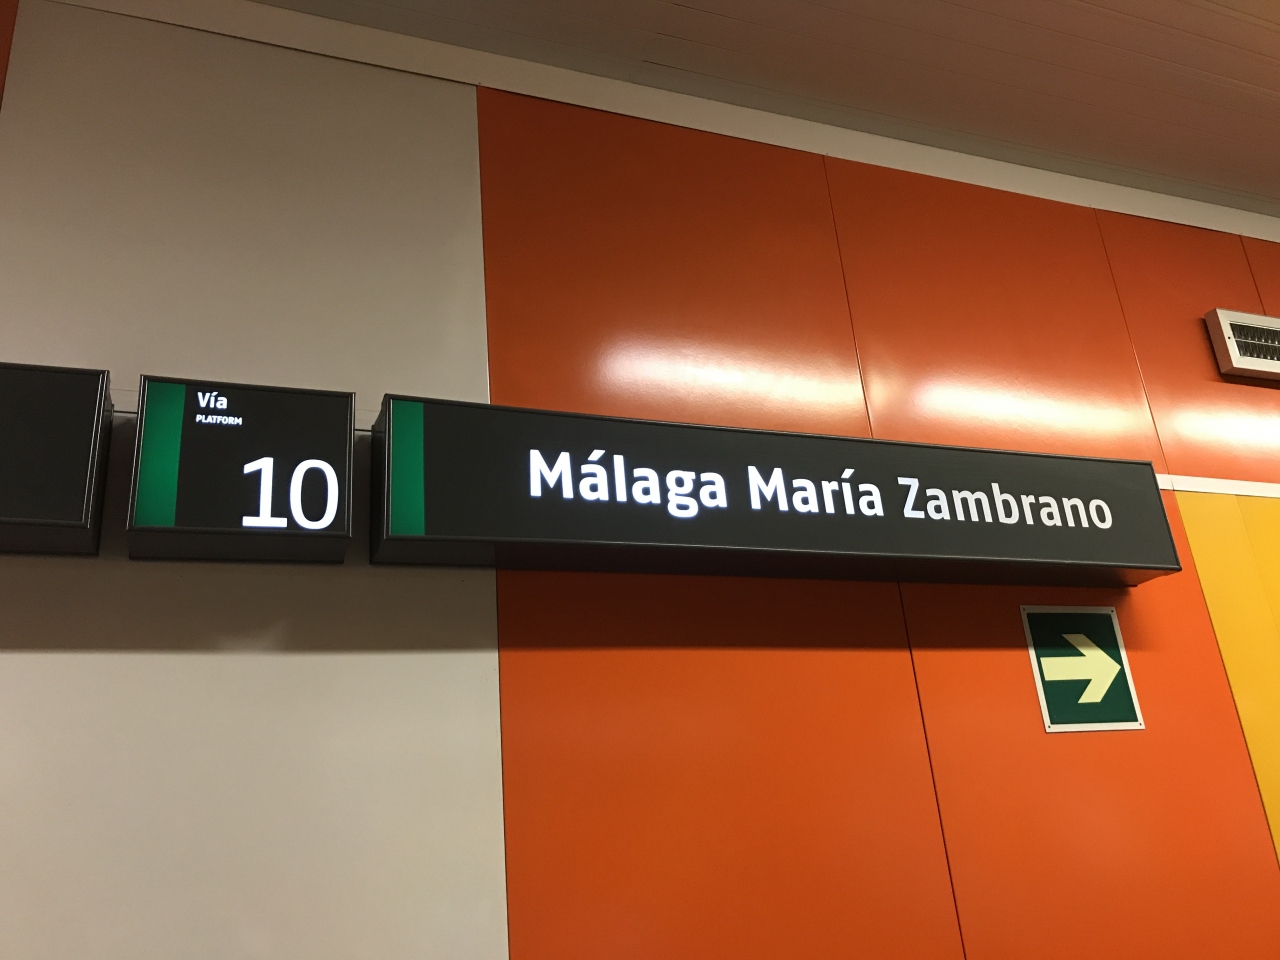 Vía
PLATFORM
10
Málaga María Zambrano